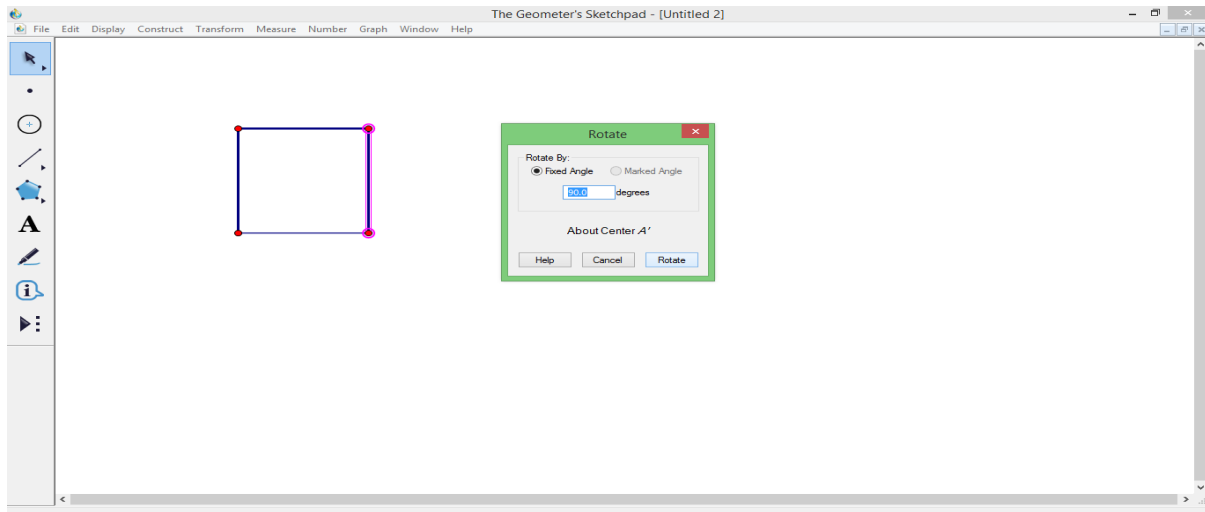 The Geometer's Sketchpad - [Untitled 2]
File Edit Display Construct Transform Measure Number Graph Window Help
A
Rotate
Rotate By:
Fixed Angle Marked Angle
90.0 degrees
About Center A′
Help Cancel Rotate